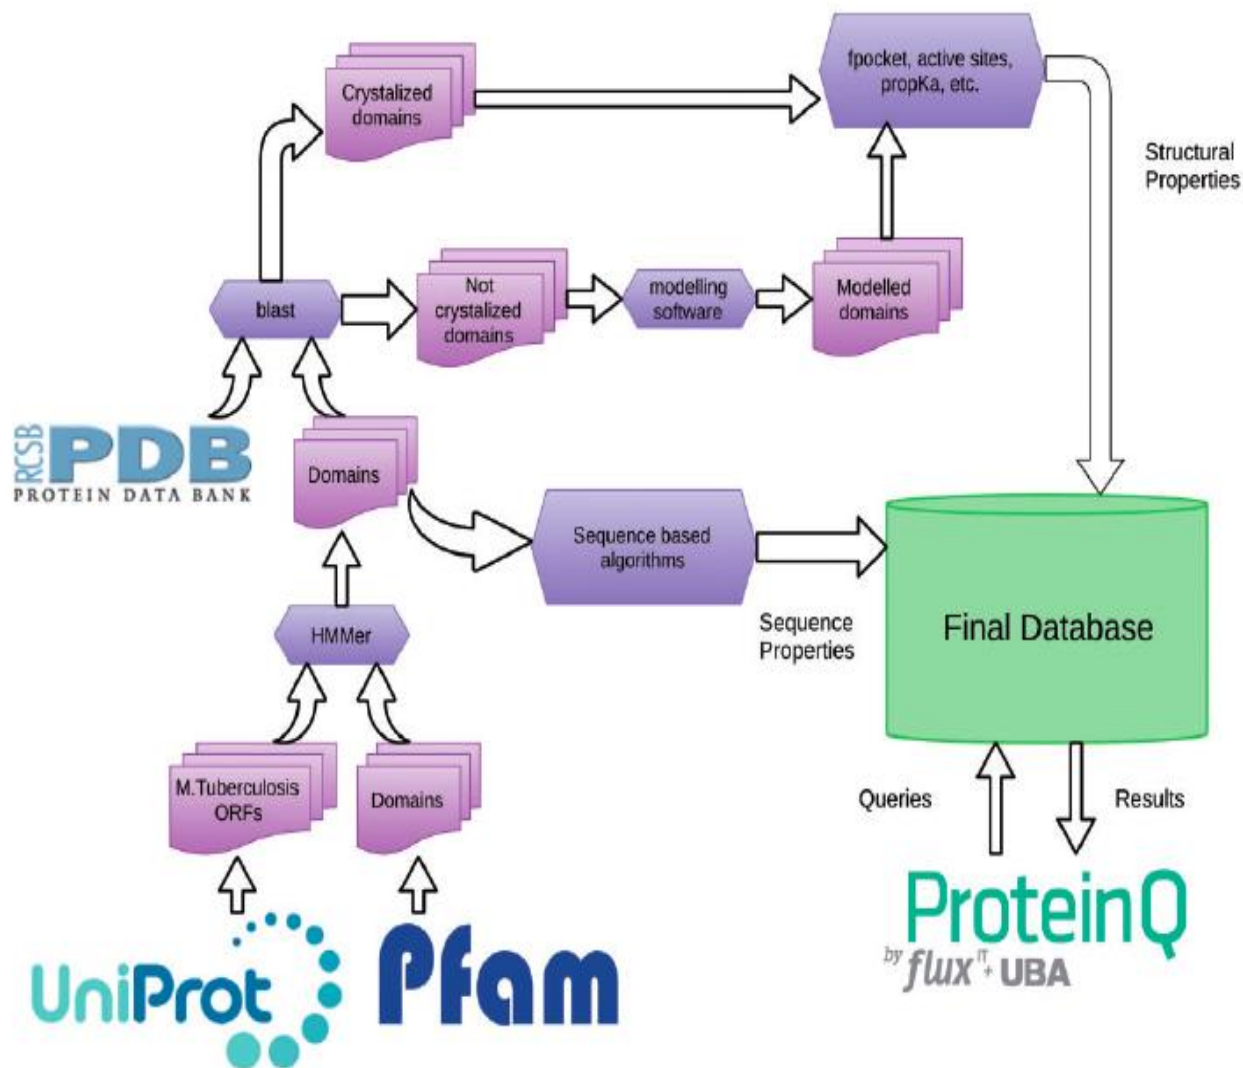 fpocket, active sites,
propKa, etc.
Crystalized
domains
Structural
Properties
blast
Not
crystalized
domains
modelling
software
Modelled
domains
RCSB
PDB
PROTEIN DATA BANK
Domains
Sequence based
algorithms
Sequence
Properties
Final Database
HMMer
M.Tuberculosis
ORFs
Domains
Queries
Results
UniProt
Pfam
ProteinQ
by flux IT + UBA